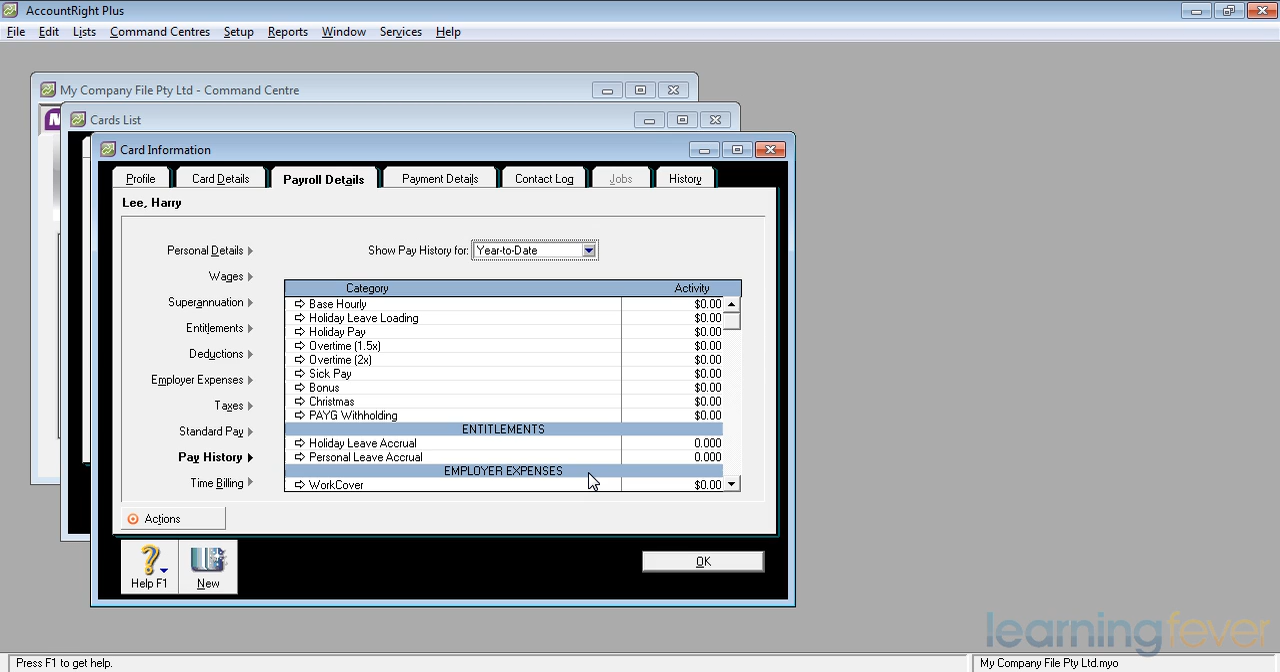 AccountRight Plus
File Edit Lists Command Centres Setup Reports Window Services Help
My Company File Pty Ltd - Command Centre
Cards List
Card Information
Profile Card Details Payroll Details Payment Details Contact Log Jobs History
Lee, Harry
Personal Details
Wages
Superannuation
Entitlements
Deductions
Employer Expenses
Taxes
Standard Pay
Pay History
Time Billing
Show Pay History for: Year-to-Date
Category Activity
Base Hourly $0.00
Holiday Leave Loading $0.00
Holiday Pay $0.00
Overtime (1.5x) $0.00
Overtime (2x) $0.00
Sick Pay $0.00
Bonus $0.00
Christmas $0.00
PAYG Withholding $0.00
ENTITLEMENTS
Holiday Leave Accrual 0.000
Personal Leave Accrual 0.000
EMPLOYER EXPENSES
WorkCover $0.00
Actions
Help F1 New
OK
learningfever
Press F1 to get help. My Company File Pty Ltd.myo